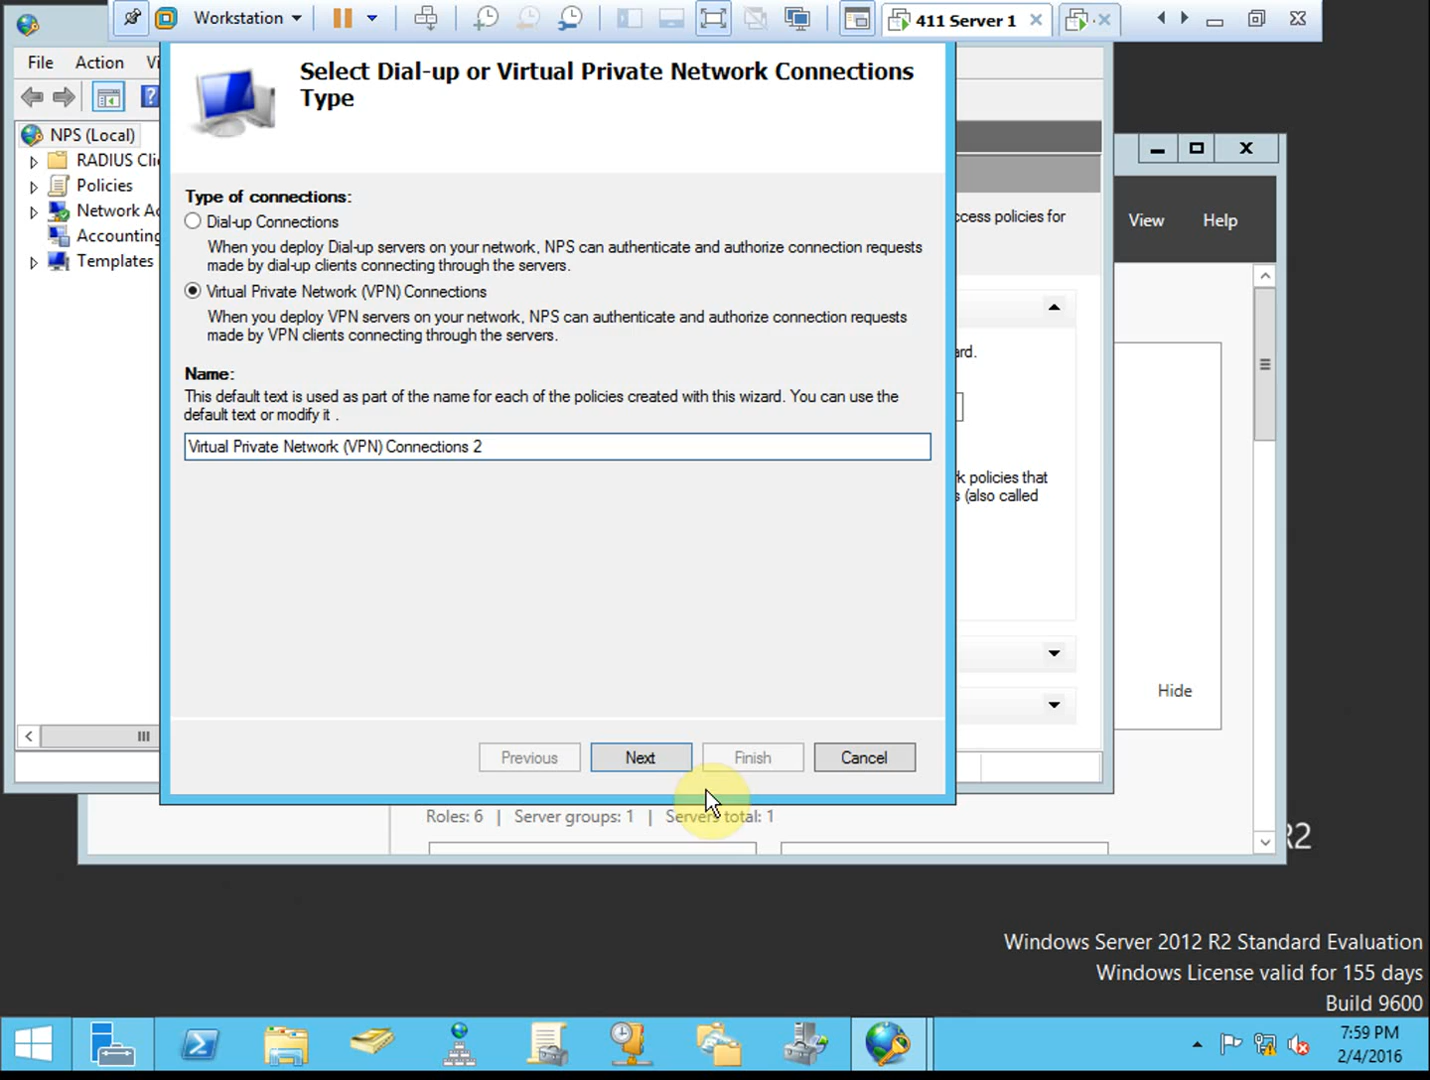 Workstation
411 Server 1
File Action Vi
NPS (Local)
RADIUS Clie
Policies
Network Ac
Accounting
Templates
Select Dial-up or Virtual Private Network Connections
Type
Type of connections:
Dial-up Connections
When you deploy Dial-up servers on your network, NPS can authenticate and authorize connection requests
made by dial-up clients connecting through the servers.
Virtual Private Network (VPN) Connections
When you deploy VPN servers on your network, NPS can authenticate and authorize connection requests
made by VPN clients connecting through the servers.
Name:
This default text is used as part of the name for each of the policies created with this wizard. You can use the
default text or modify it .
Virtual Private Network (VPN) Connections 2
Previous Next Finish Cancel
ccess policies for
ard.
rk policies that
s (also called
View Help
Hide
Roles: 6 | Server groups: 1 | Servers total: 1
R2
Windows Server 2012 R2 Standard Evaluation
Windows License valid for 155 days
Build 9600
7:59 PM
2/4/2016